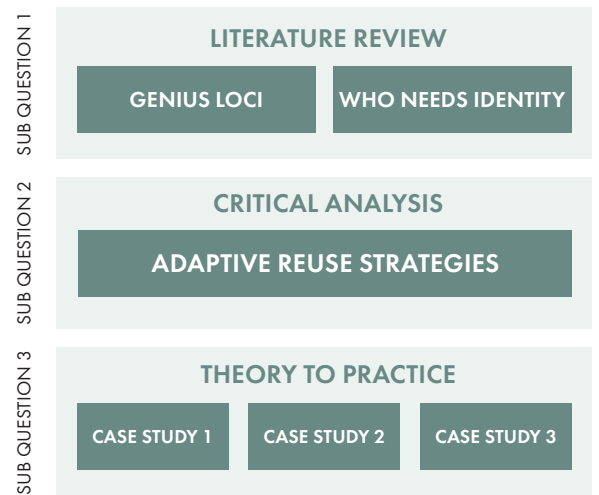 SUB QUESTION 1
LITERATURE REVIEW
GENIUS LOCI
WHO NEEDS IDENTITY
SUB QUESTION 2
CRITICAL ANALYSIS
ADAPTIVE REUSE STRATEGIES
SUB QUESTION 3
THEORY TO PRACTICE
CASE STUDY 1
CASE STUDY 2
CASE STUDY 3